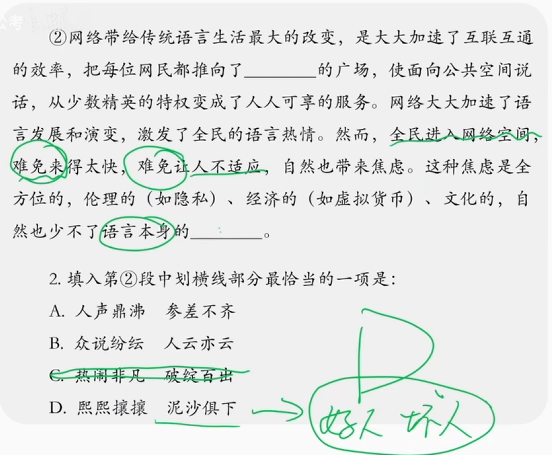 ②网络带给传统语言生活最大的改变，是大大加速了互联互通
的效率，把每位网民都推向了________的广场，使面向公共空间说
话，从少数精英的特权变成了人人可享的服务。网络大大加速了语
言发展和演变，激发了全民的语言热情。然而，全民进入网络空间，
难免来得太快，难免让人不适应，自然也带来焦虑。这种焦虑是全
方位的，伦理的（如隐私）、经济的（如虚拟货币）、文化的，自
然也少不了语言本身的________。
2. 填入第②段中划横线部分最恰当的一项是：
A. 人声鼎沸 参差不齐
B. 众说纷纭 人云亦云
C. 热闹非凡 破绽百出
D. 熙熙攘攘 泥沙俱下
D
好人 坏人